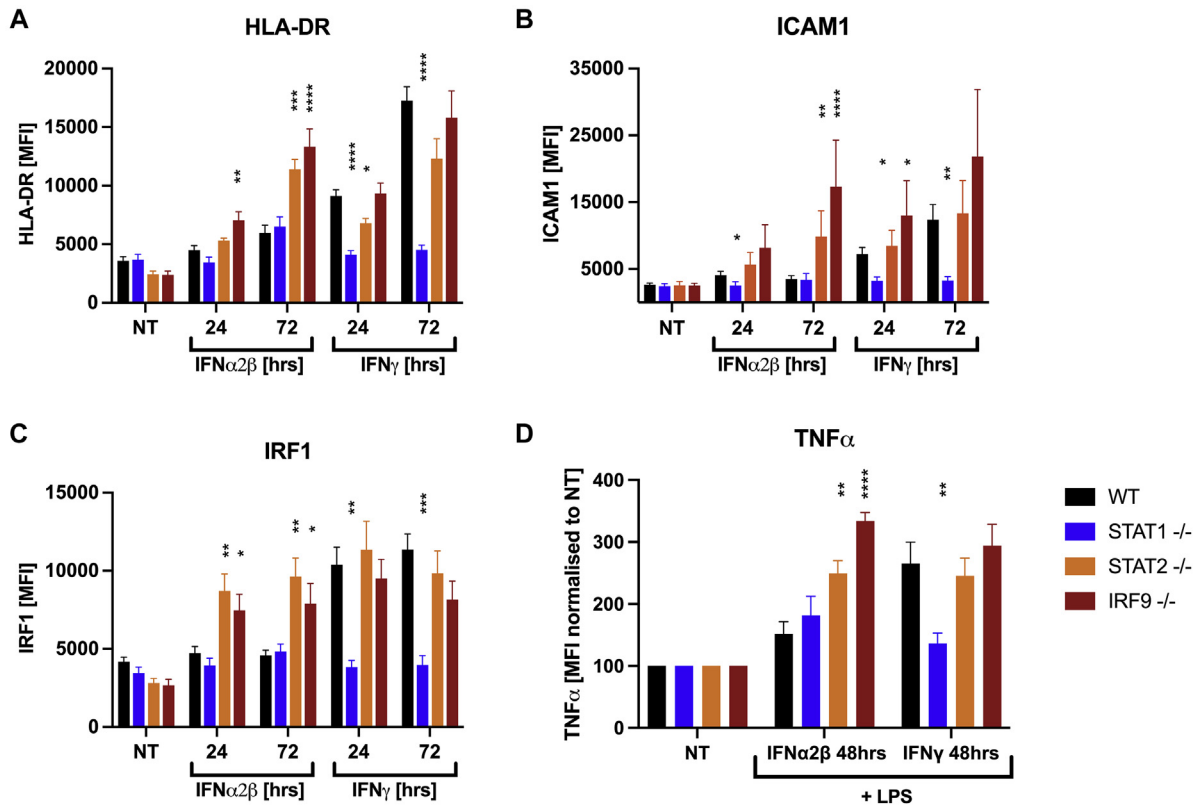 A
HLA-DR
HLA-DR [MFI]
20000
15000
10000
5000
0
**
***
****
****
*
****
NT
24
72
24
72
IFNα2β [hrs]
IFNγ [hrs]
B
ICAM1
ICAM1 [MFI]
35000
25000
15000
5000
*
**
****
*
*
**
NT
24
72
24
72
IFNα2β [hrs]
IFNγ [hrs]
C
IRF1
IRF1 [MFI]
15000
10000
5000
0
**
*
**
*
**
***
NT
24
72
24
72
IFNα2β [hrs]
IFNγ [hrs]
D
TNFα
TNFα [MFI normalised to NT]
400
300
200
100
0
**
****
**
NT
IFNα2β 48hrs
IFNγ 48hrs
+ LPS
WT
STAT1 -/-
STAT2 -/-
IRF9 -/-